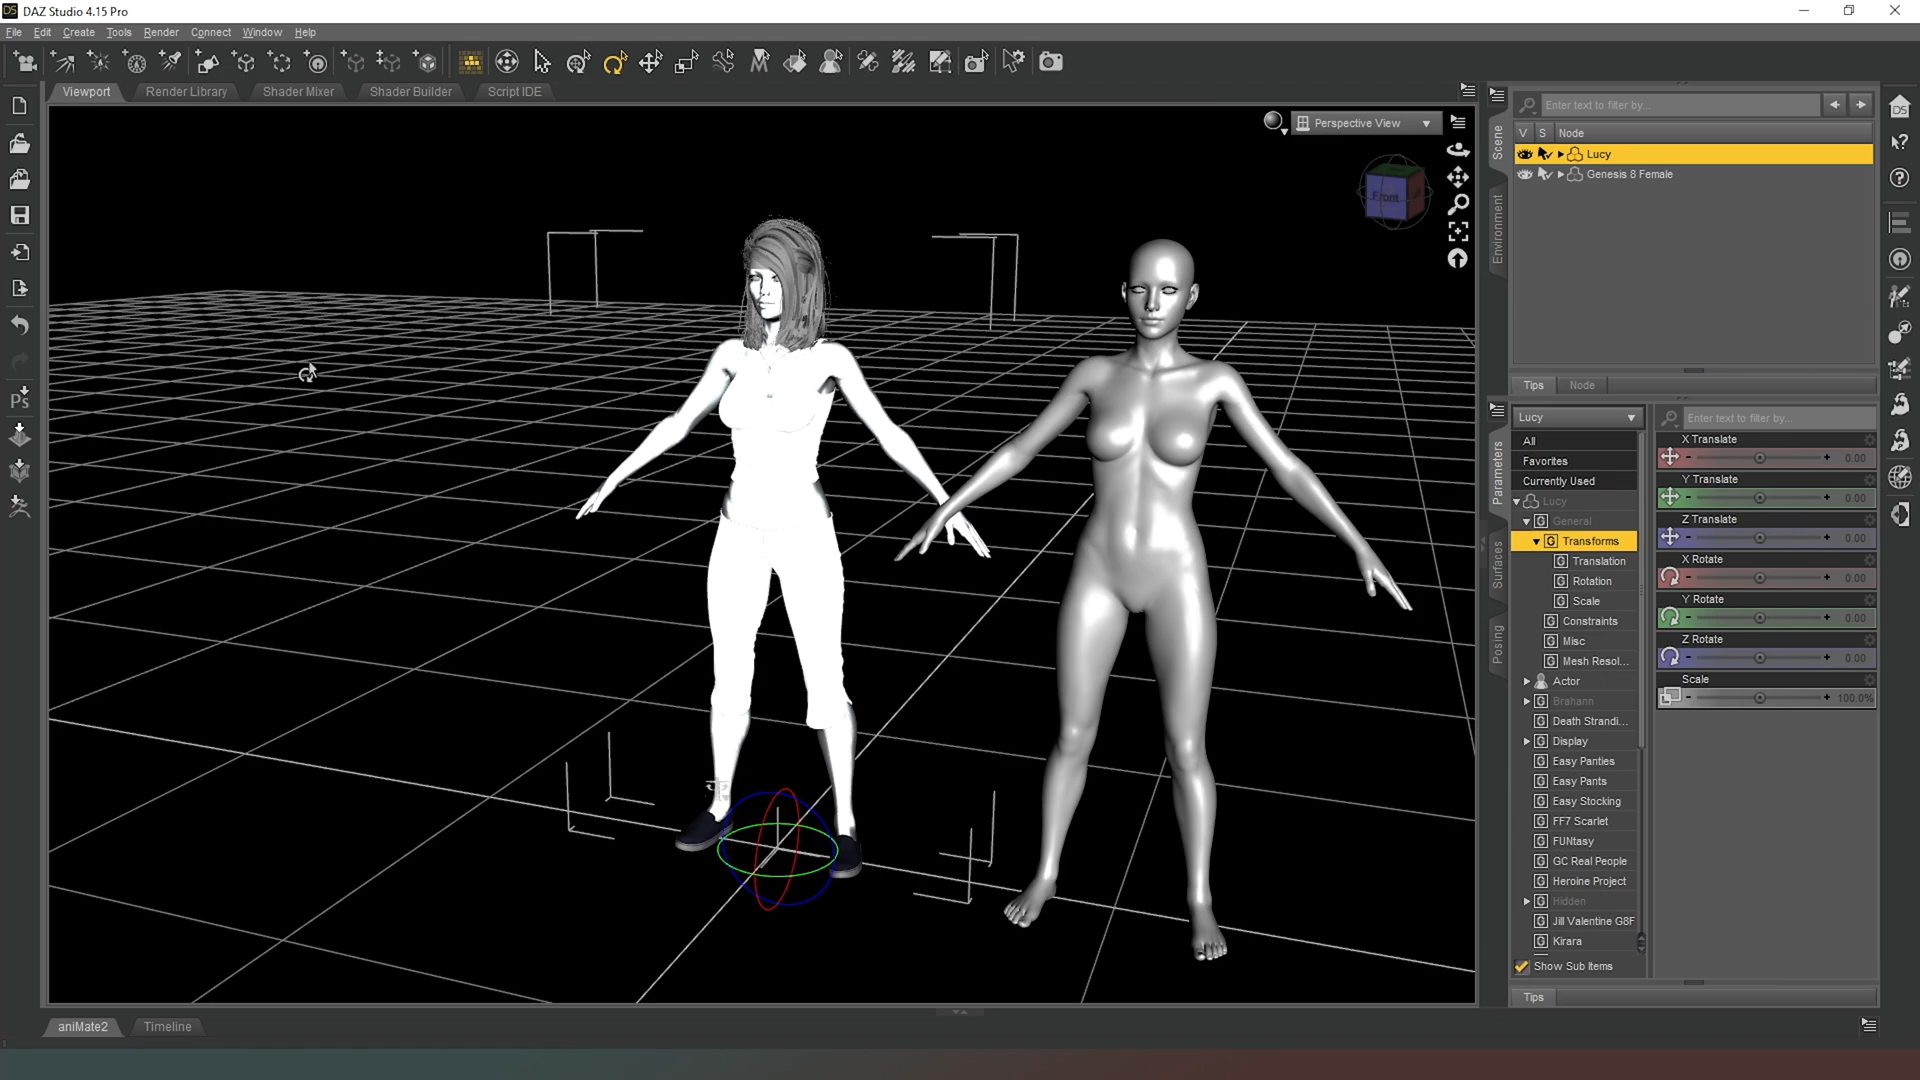 DAZ Studio 4.15 Pro
File Edit Create Tools Render Connect Window Help
Viewport Render Library Shader Mixer Shader Builder Script IDE
Perspective View
Front
Scene
Environment
Enter text to filter by...
V S Node
Lucy
Genesis 8 Female
Tips Node
Parameters
Surfaces
Posing
Lucy
All
Favorites
Currently Used
Lucy
General
Transforms
Translation
Rotation
Scale
Constraints
Misc
Mesh Resol...
Actor
Brahann
Death Strandi...
Display
Easy Panties
Easy Pants
Easy Stocking
FF7 Scarlet
FUNtasy
GC Real People
Heroine Project
Hidden
Jill Valentine G8F
Kirara
Show Sub Items
Enter text to filter by...
X Translate
0.00
Y Translate
0.00
Z Translate
0.00
X Rotate
0.00
Y Rotate
0.00
Z Rotate
0.00
Scale
100.0%
Tips
aniMate2 Timeline
Ps
DS